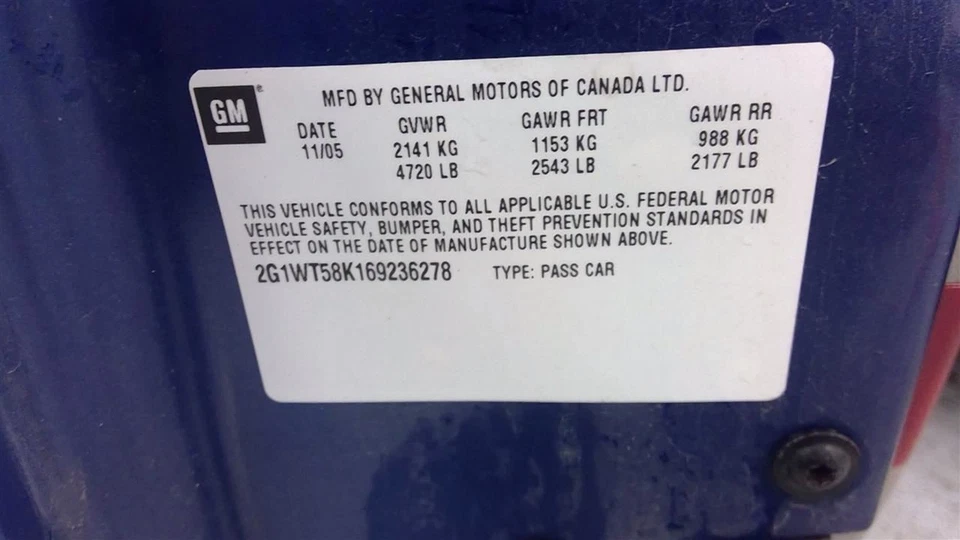 GM
MFD BY GENERAL MOTORS OF CANADA LTD.
DATE GVWR GAWR FRT GAWR RR
11/05 2141 KG 1153 KG 988 KG
4720 LB 2543 LB 2177 LB
THIS VEHICLE CONFORMS TO ALL APPLICABLE U.S. FEDERAL MOTOR
VEHICLE SAFETY, BUMPER, AND THEFT PREVENTION STANDARDS IN
EFFECT ON THE DATE OF MANUFACTURE SHOWN ABOVE.
2G1WT58K169236278 TYPE: PASS CAR